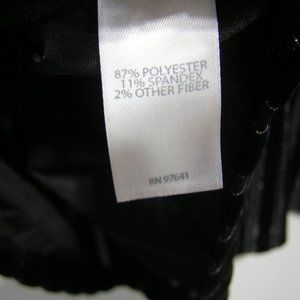 87% POLYESTER
11% SPANDEX
2% OTHER FIBER
RN 97641